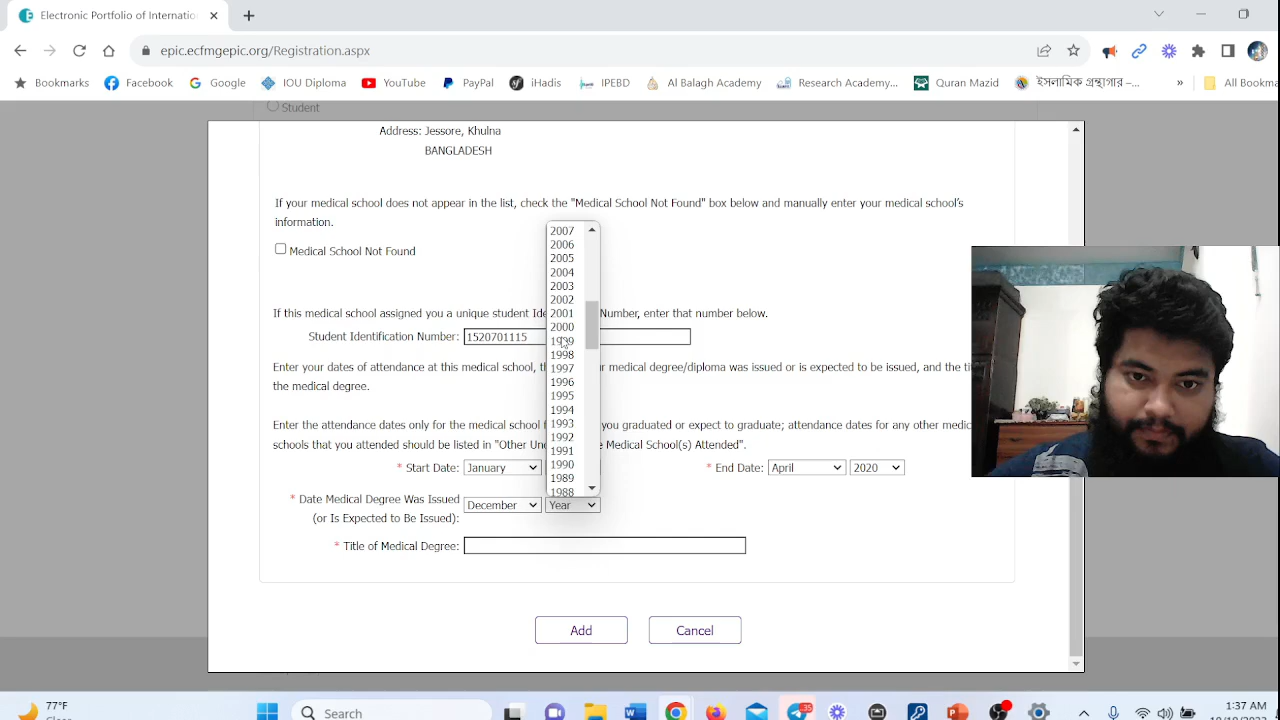 Electronic Portfolio of Internatio
epic.ecfmgepic.org/Registration.aspx
Bookmarks Facebook Google IOU Diploma YouTube PayPal iHadis IPEBD Al Balagh Academy Research Academy... Quran Mazid ইসলামিক গ্রন্থাগার –... » All Bookma
Student
Address: Jessore, Khulna
BANGLADESH
If your medical school does not appear in the list, check the "Medical School Not Found" box below and manually enter your medical school's
information.
Medical School Not Found
2007
2006
2005
2004
2003
2002
2001
2000
1999
1998
1997
1996
1995
1994
1993
1992
1991
1990
1989
1988
If this medical school assigned you a unique student Ide Number, enter that number below.
Student Identification Number: 1520701115
Enter your dates of attendance at this medical school, th r medical degree/diploma was issued or is expected to be issued, and the ti
the medical degree.
Enter the attendance dates only for the medical school f you graduated or expect to graduate; attendance dates for any other medic
schools that you attended should be listed in "Other Und e Medical School(s) Attended".
* Start Date: January * End Date: April 2020
* Date Medical Degree Was Issued
(or Is Expected to Be Issued): December Year
* Title of Medical Degree:
Add Cancel
77°F
Search 35 1:37 AM